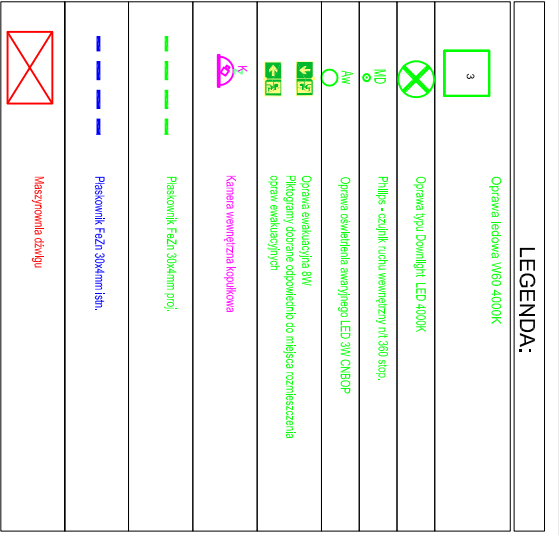 LEGENDA:
3
Oprawa ledowa W60 4000K
Oprawa typu Downlight LED 4000K
MD
Philips - czujnik ruchu wewnętrzny n/t 360 stop.
Aw
Oprawa oświetlenia awaryjnego LED 3W CNBOP
Oprawa ewakuacyjna 8W
Piktogramy dobrane odpowiednio do miejsca rozmieszczenia
opraw ewakuacyjnych
K
Kamera wewnętrzna kopułkowa
Płaskownik FeZn 30x4mm proj.
Płaskownik FeZn 30x4mm istn.
Maszynownia dźwigu